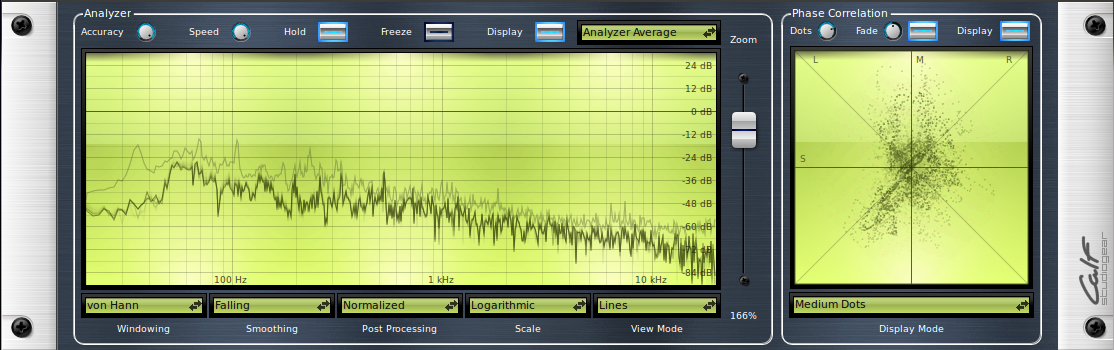 Analyzer
Accuracy
Speed
Hold
Freeze
Display
Analyzer Average
Zoom
24 dB
12 dB
0 dB
-12 dB
-24 dB
-36 dB
-48 dB
-60 dB
-72 dB
-84 dB
100 Hz
1 kHz
10 kHz
von Hann
Falling
Normalized
Logarithmic
Lines
Windowing
Smoothing
Post Processing
Scale
View Mode
166%
Phase Correlation
Dots
Fade
Display
L
M
R
S
Medium Dots
Display Mode
Calf
studiogear